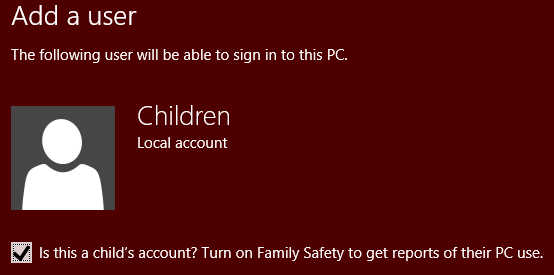 Add a user
The following user will be able to sign in to this PC.
Children
Local account
Is this a child's account? Turn on Family Safety to get reports of their PC use.